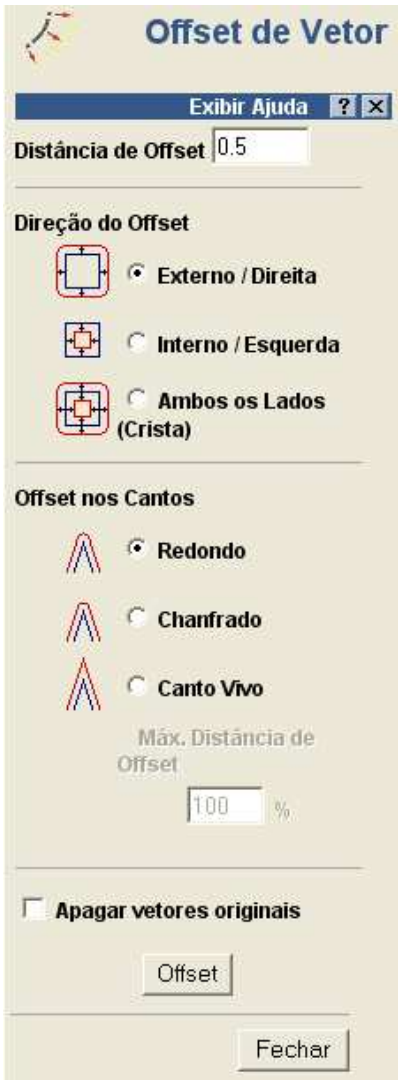 Offset de Vetor
Exibir Ajuda ? X
Distância de Offset 0.5
Direção do Offset
Externo / Direita
Interno / Esquerda
Ambos os Lados
(Crista)
Offset nos Cantos
Redondo
Chanfrado
Canto Vivo
Máx. Distância de
Offset
100 %
Apagar vetores originais
Offset
Fechar